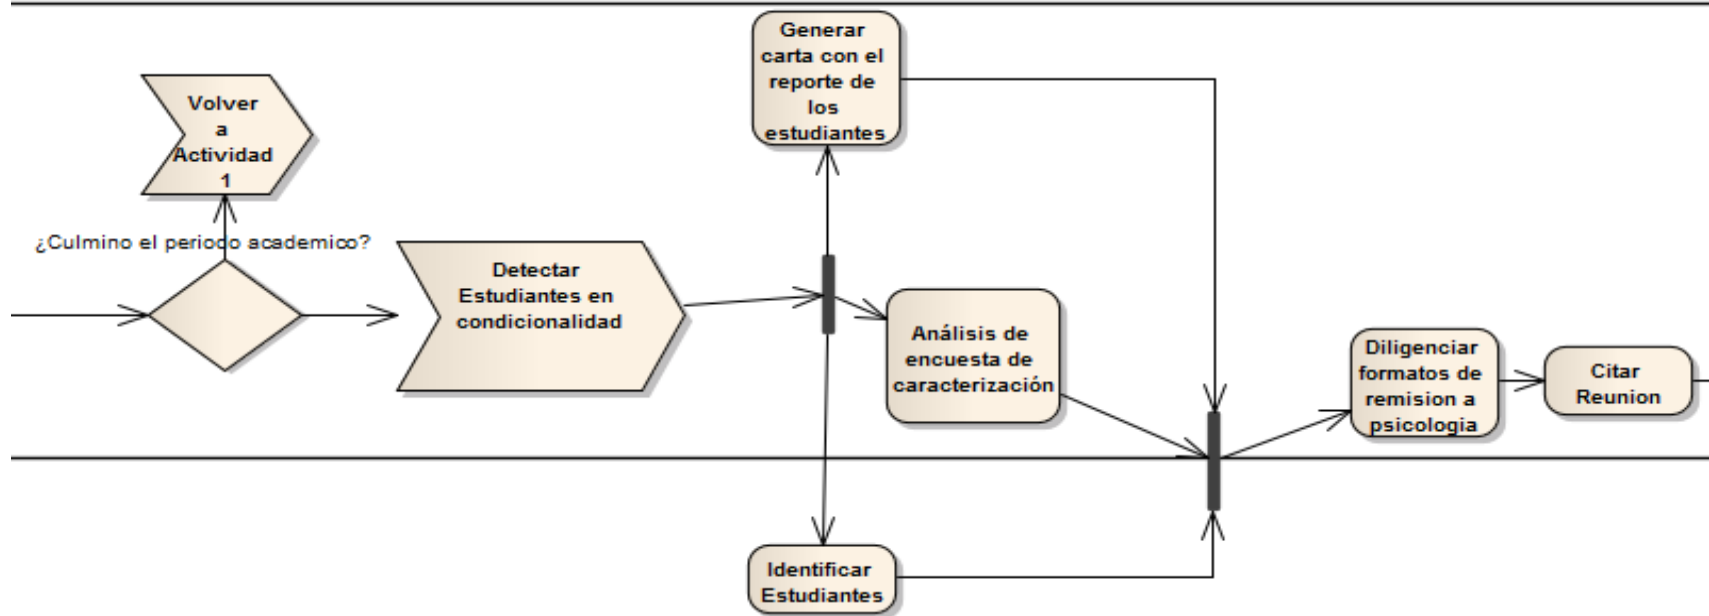 Generar
carta con el
reporte de
los
estudiantes
Volver
a
Actividad
1
¿Culmino el periodo academico?
Detectar
Estudiantes en
condicionalidad
Análisis de
encuesta de
caracterización
Diligenciar
formatos de
remision a
psicologia
Citar
Reunion
Identificar
Estudiantes